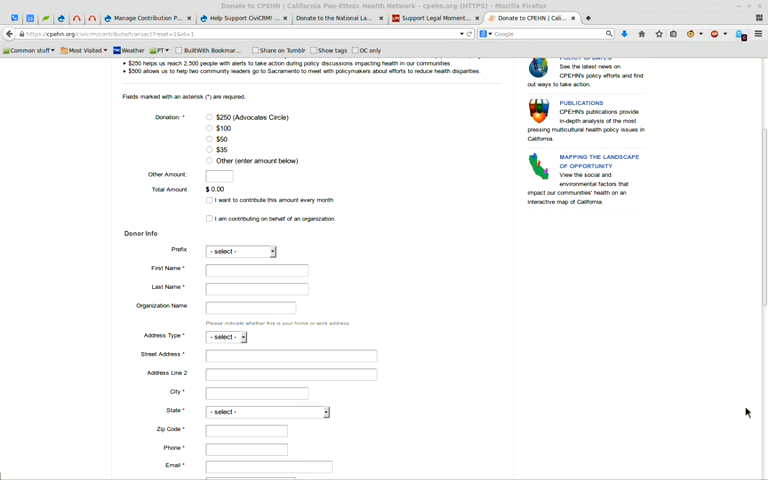 Donate to CPEHN | California Pan-Ethnic Health Network - cpehn.org (HTTPS) - Mozilla Firefox
Manage Contribution P... Help Support CiviCRM! ... Donate to the National La... Support Legal Moment... Donate to CPEHN | Cali...
https://cpehn.org/civicrm/contribute/transact?reset=1&id=1 Google
Common stuff Most Visited Weather PT BuiltWith Bookmar... Share on Tumblr Show tags OC only
• $250 helps us reach 2,500 people with alerts to take action during policy discussions impacting health in our communities.
• $500 allows us to help two community leaders go to Sacramento to meet with policymakers about efforts to reduce health disparities.
Fields marked with an asterisk (*) are required.
Donation *
$250 (Advocates Circle)
$100
$50
$35
Other (enter amount below)
Other Amount:
Total Amount $ 0.00
I want to contribute this amount every month
I am contributing on behalf of an organization.
Donor Info
Prefix - select -
First Name *
Last Name *
Organization Name
Please indicate whether this is your home or work address.
Address Type * - select -
Street Address *
Address Line 2
City *
State * - select -
Zip Code *
Phone *
Email *
POLICY UPDATES
See the latest news on
CPEHN's policy efforts and find
out ways to take action.
PUBLICATIONS
CPEHN's publications provide
in-depth analysis of the most
pressing multicultural health policy issues in
California.
MAPPING THE LANDSCAPE
OF OPPORTUNITY
View the social and
environmental factors that
impact our communities' health on an
interactive map of California.